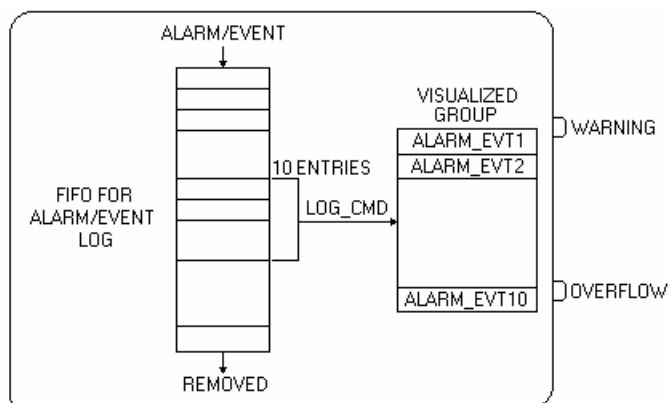 ALARM/EVENT
VISUALIZED
GROUP
WARNING
ALARM_EVT1
ALARM_EVT2
10 ENTRIES
FIFO FOR
ALARM/EVENT
LOG
LOG_CMD
OVERFLOW
ALARM_EVT10
REMOVED